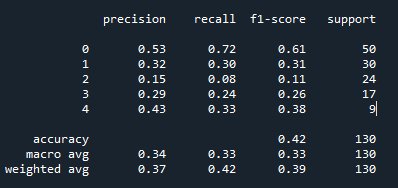 precision recall f1-score support
0 0.53 0.72 0.61 50
1 0.32 0.30 0.31 30
2 0.15 0.08 0.11 24
3 0.29 0.24 0.26 17
4 0.43 0.33 0.38 9
accuracy 0.42 130
macro avg 0.34 0.33 0.33 130
weighted avg 0.37 0.42 0.39 130